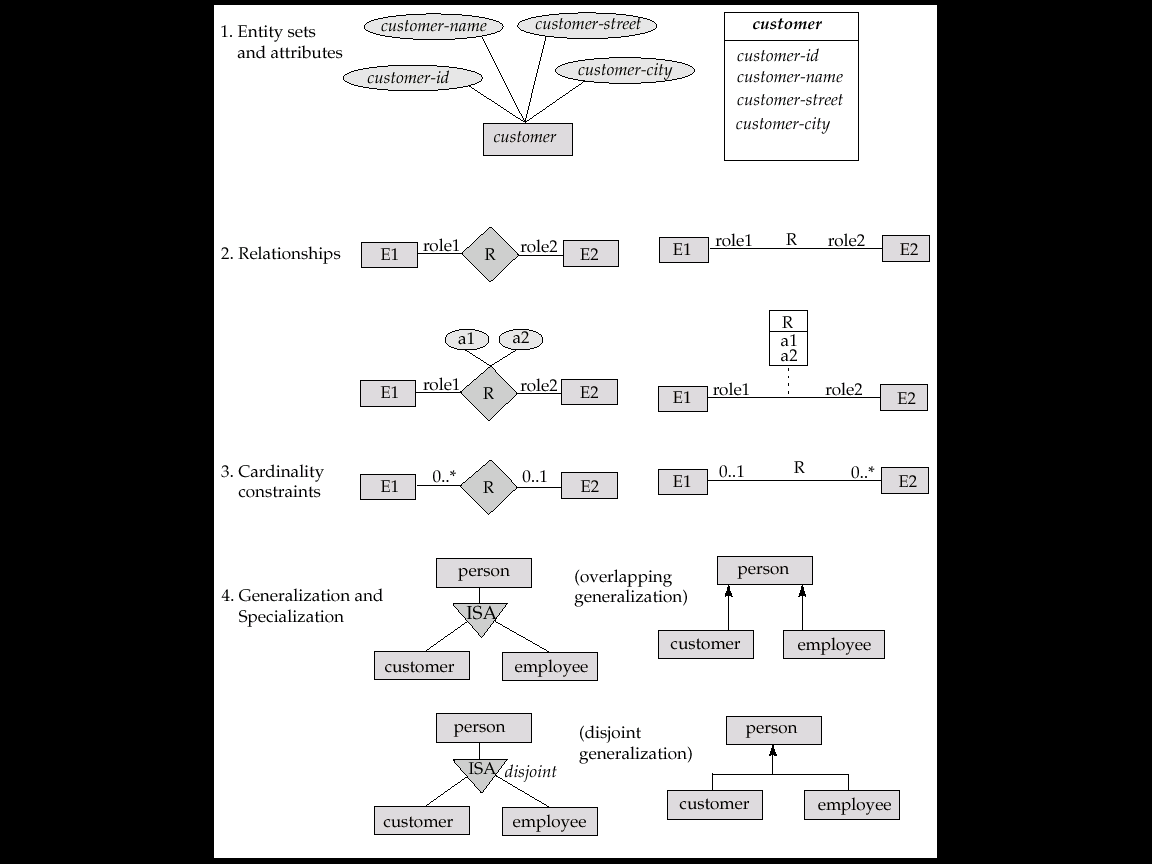 1. Entity sets
and attributes
customer-name
customer-street
customer-id
customer-city
customer
customer
customer-id
customer-name
customer-street
customer-city
2. Relationships
E1 role1 R role2 E2
E1 role1 R role2 E2
a1 a2
E1 role1 R role2 E2
R
a1
a2
E1 role1 role2 E2
3. Cardinality
constraints
E1 0..* R 0..1 E2
E1 0..1 R 0..* E2
4. Generalization and
Specialization
person
ISA
customer employee
(overlapping
generalization)
person
customer employee
person
ISA disjoint
customer employee
(disjoint
generalization)
person
customer employee